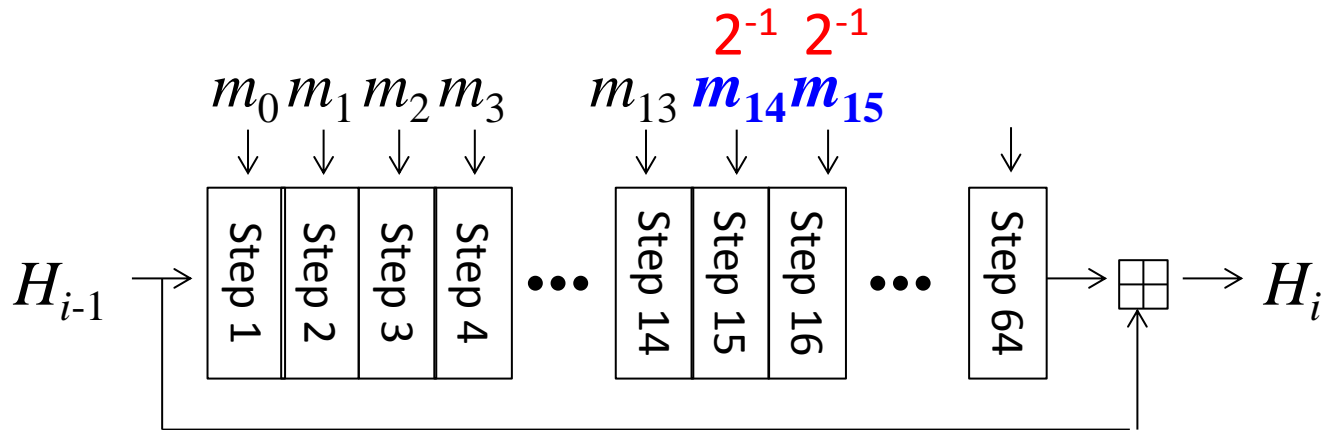 2⁻¹ 2⁻¹
m₀ m₁ m₂ m₃ m₁₃ m₁₄ m₁₅
Step 1 Step 2 Step 3 Step 4 ••• Step 14 Step 15 Step 16 ••• Step 64
Hᵢ₋₁ Hᵢ